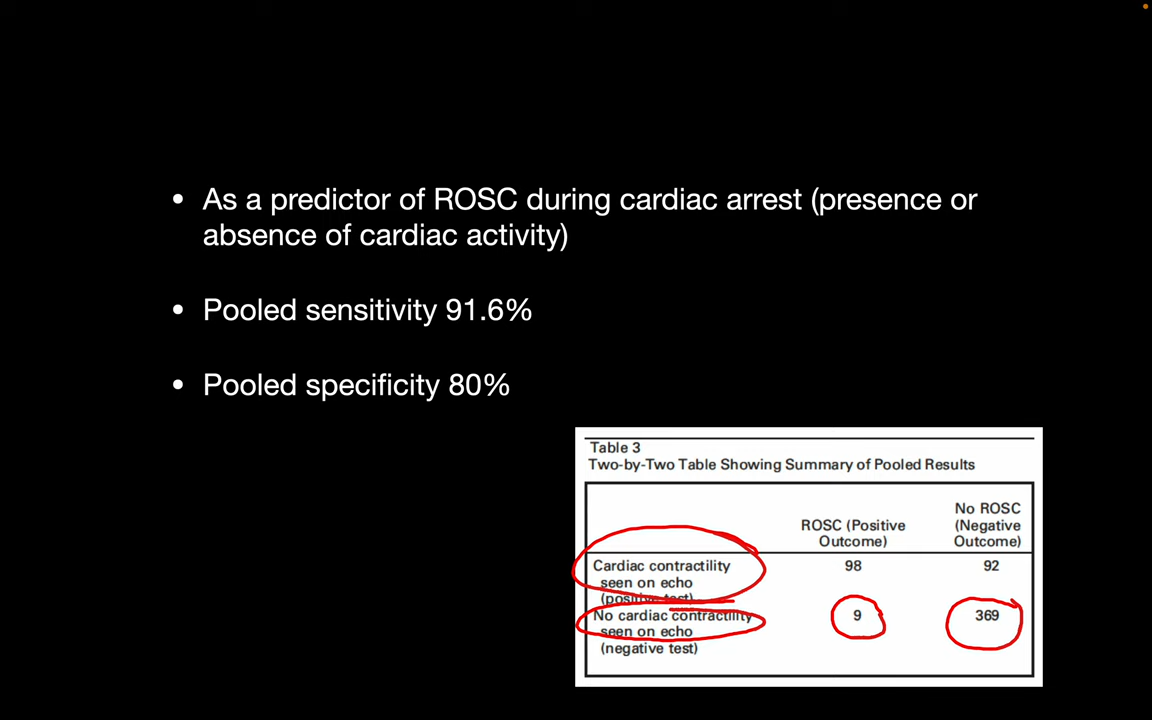 • As a predictor of ROSC during cardiac arrest (presence or
absence of cardiac activity)
• Pooled sensitivity 91.6%
• Pooled specificity 80%
Table 3
Two-by-Two Table Showing Summary of Pooled Results
ROSC (Positive Outcome)
No ROSC (Negative Outcome)
Cardiac contractility 98 92
seen on echo
(positive test)
No cardiac contractility 9 369
seen on echo
(negative test)